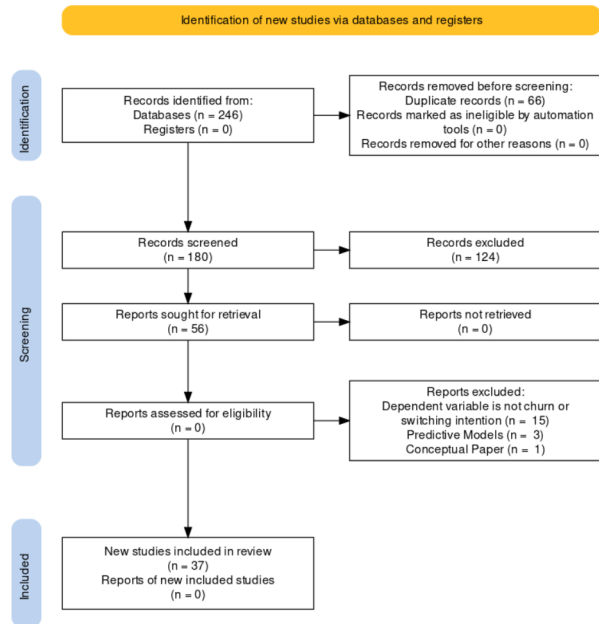 Identification of new studies via databases and registers
Identification
Records identified from:
Databases (n = 246)
Registers (n = 0)
Records removed before screening:
Duplicate records (n = 66)
Records marked as ineligible by automation
tools (n = 0)
Records removed for other reasons (n = 0)
Screening
Records screened
(n = 180)
Records excluded
(n = 124)
Reports sought for retrieval
(n = 56)
Reports not retrieved
(n = 0)
Reports assessed for eligibility
(n = 0)
Reports excluded:
Dependent variable is not churn or
switching intention (n = 15)
Predictive Models (n = 3)
Conceptual Paper (n = 1)
Included
New studies included in review
(n = 37)
Reports of new included studies
(n = 0)